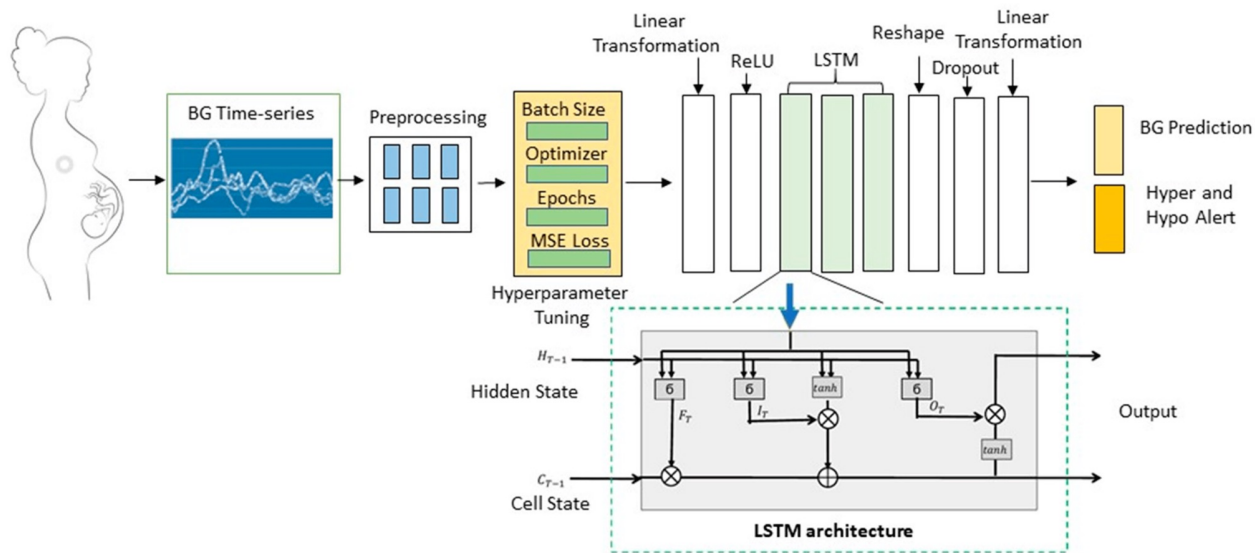 BG Time-series
Preprocessing
Batch Size
Optimizer
Epochs
MSE Loss
Hyperparameter
Tuning
Linear
Transformation
ReLU
LSTM
Reshape
Dropout
Linear
Transformation
BG Prediction
Hyper and
Hypo Alert
H_{T-1}
Hidden State
6
6
tanh
6
F_T
I_T
O_T
tanh
Output
C_{T-1}
Cell State
LSTM architecture